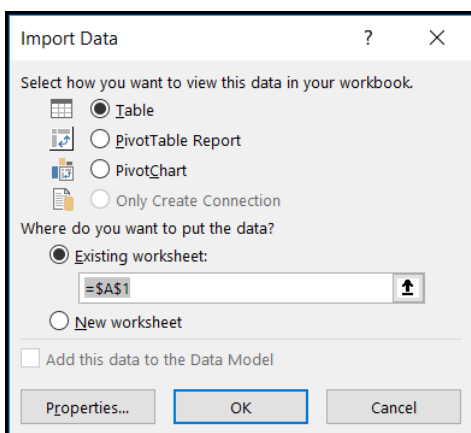 Import Data ?
Select how you want to view this data in your workbook.
Table
PivotTable Report
PivotChart
Only Create Connection
Where do you want to put the data?
Existing worksheet:
=$A$1
New worksheet
Add this data to the Data Model
Properties... OK Cancel